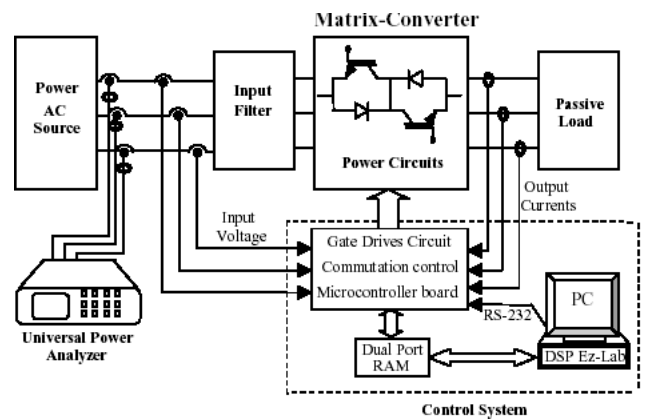 Matrix-Converter
Power
AC
Source
Input
Filter
Power Circuits
Passive
Load
Output
Currents
Input
Voltage
Gate Drives Circuit
Commutation control
Microcontroller board
RS-232
PC
DSP Ez-Lab
Dual Port
RAM
Universal Power
Analyzer
Control System